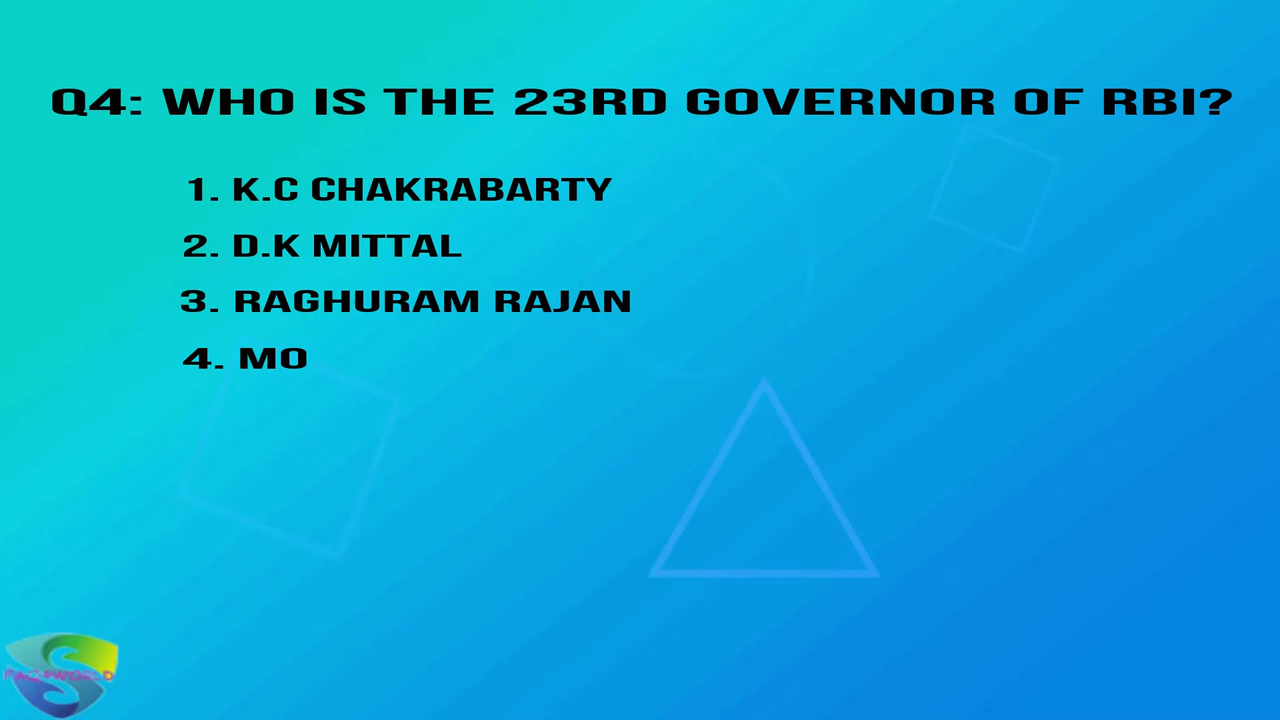 Q4: WHO IS THE 23RD GOVERNOR OF RBI?
1. K.C CHAKRABARTY
2. D.K MITTAL
3. RAGHURAM RAJAN
4. MO